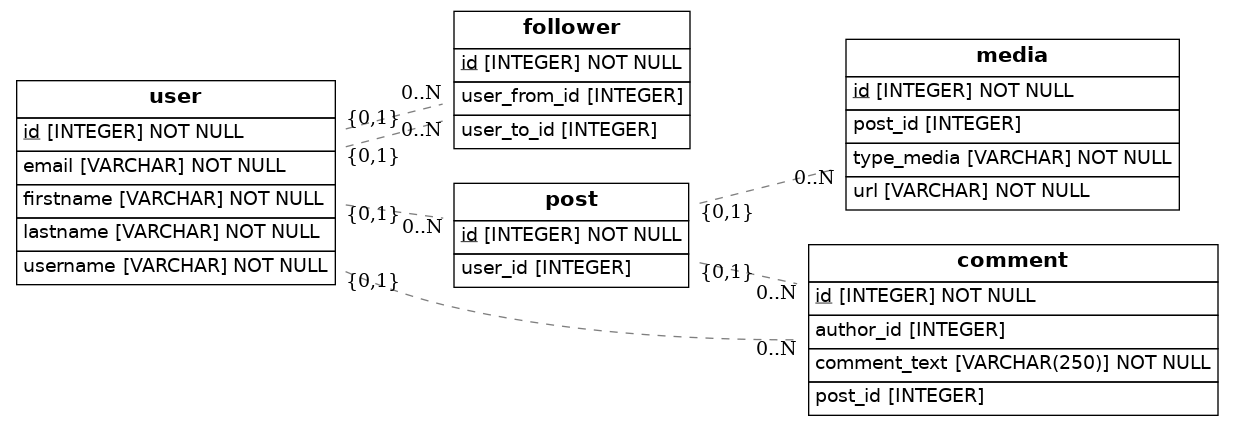 user
id [INTEGER] NOT NULL
email [VARCHAR] NOT NULL
firstname [VARCHAR] NOT NULL
lastname [VARCHAR] NOT NULL
username [VARCHAR] NOT NULL
{0,1}
0..N
{0,1}
0..N
{0,1}
0..N
{0,1}
0..N
follower
id [INTEGER] NOT NULL
user_from_id [INTEGER]
user_to_id [INTEGER]
post
id [INTEGER] NOT NULL
user_id [INTEGER]
{0,1}
0..N
{0,1}
0..N
media
id [INTEGER] NOT NULL
post_id [INTEGER]
type_media [VARCHAR] NOT NULL
url [VARCHAR] NOT NULL
comment
id [INTEGER] NOT NULL
author_id [INTEGER]
comment_text [VARCHAR(250)] NOT NULL
post_id [INTEGER]